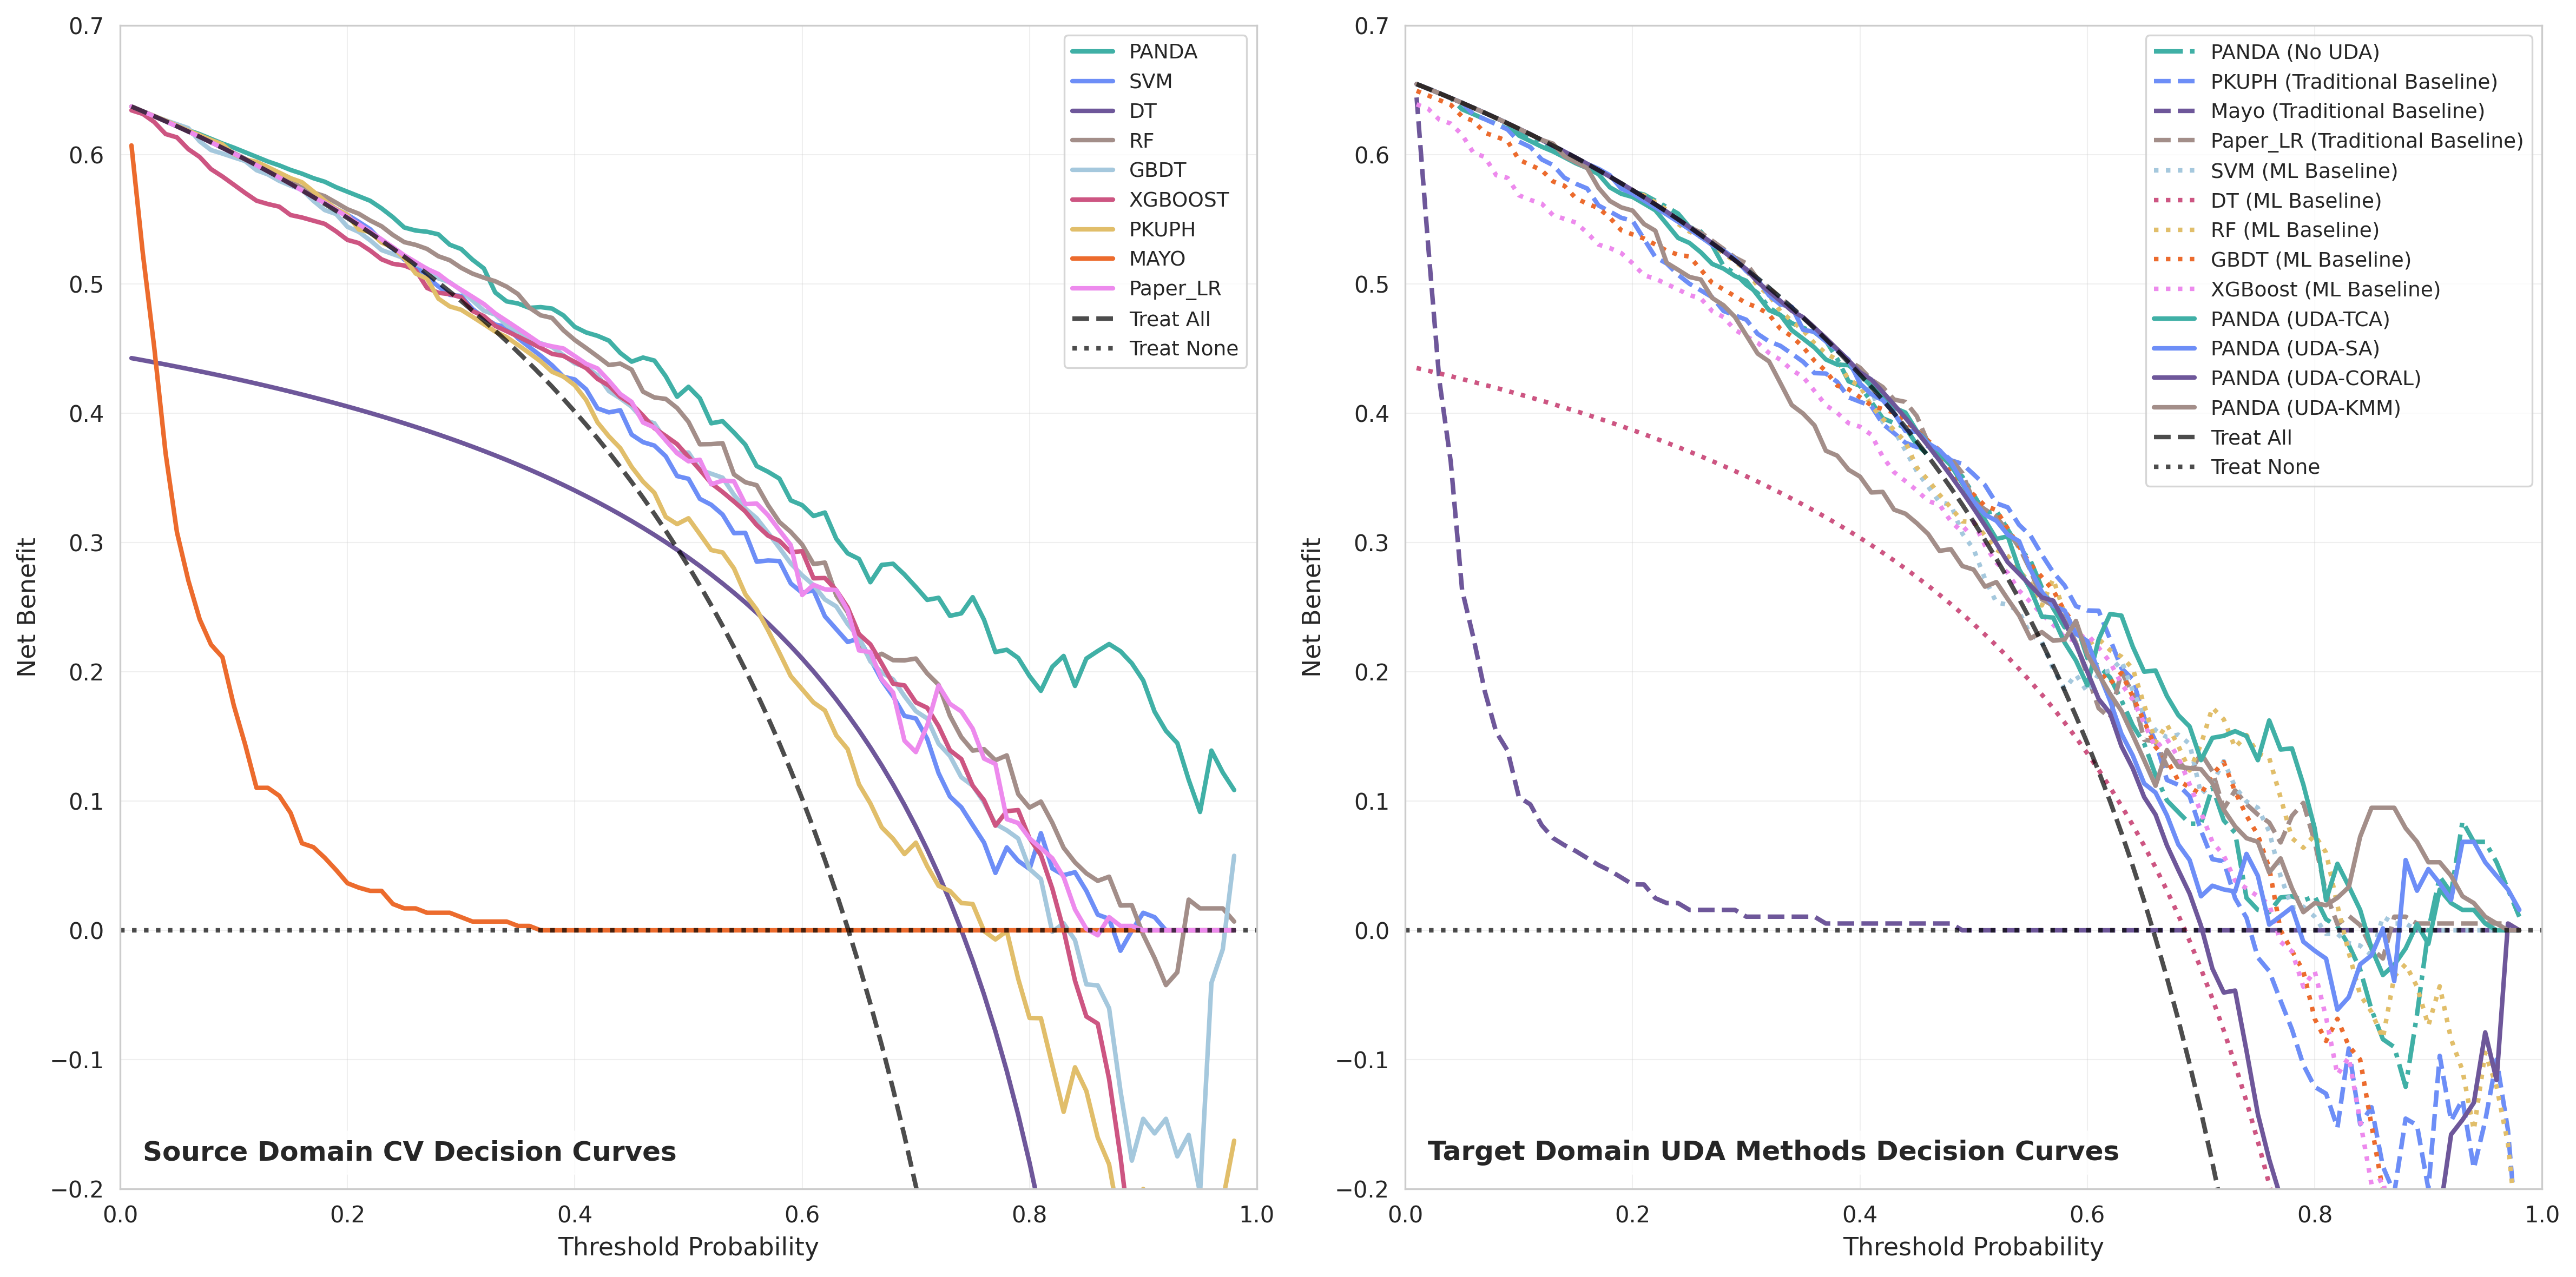 0.7
0.6
0.5
0.4
0.3
0.2
0.1
0.0
−0.1
−0.2
Net Benefit
0.0
0.2
0.4
0.6
0.8
1.0
Threshold Probability
PANDA
SVM
DT
RF
GBDT
XGBOOST
PKUPH
MAYO
Paper_LR
Treat All
Treat None
Source Domain CV Decision Curves
0.7
0.6
0.5
0.4
0.3
0.2
0.1
0.0
−0.1
−0.2
Net Benefit
0.0
0.2
0.4
0.6
0.8
1.0
Threshold Probability
PANDA (No UDA)
PKUPH (Traditional Baseline)
Mayo (Traditional Baseline)
Paper_LR (Traditional Baseline)
SVM (ML Baseline)
DT (ML Baseline)
RF (ML Baseline)
GBDT (ML Baseline)
XGBoost (ML Baseline)
PANDA (UDA-TCA)
PANDA (UDA-SA)
PANDA (UDA-CORAL)
PANDA (UDA-KMM)
Treat All
Treat None
Target Domain UDA Methods Decision Curves